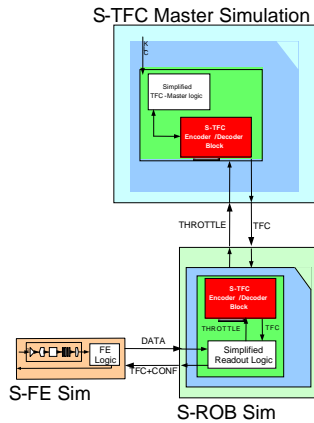 S-TFC Master Simulation
K
C
Simplified
TFC-Master logic
S-TFC
Encoder /Decoder
Block
THROTTLE
TFC
S-TFC
Encoder /Decoder
Block
THROTTLE
TFC
FE
Logic
DATA
TFC+CONF
Simplified
Readout Logic
S-FE Sim
S-ROB Sim